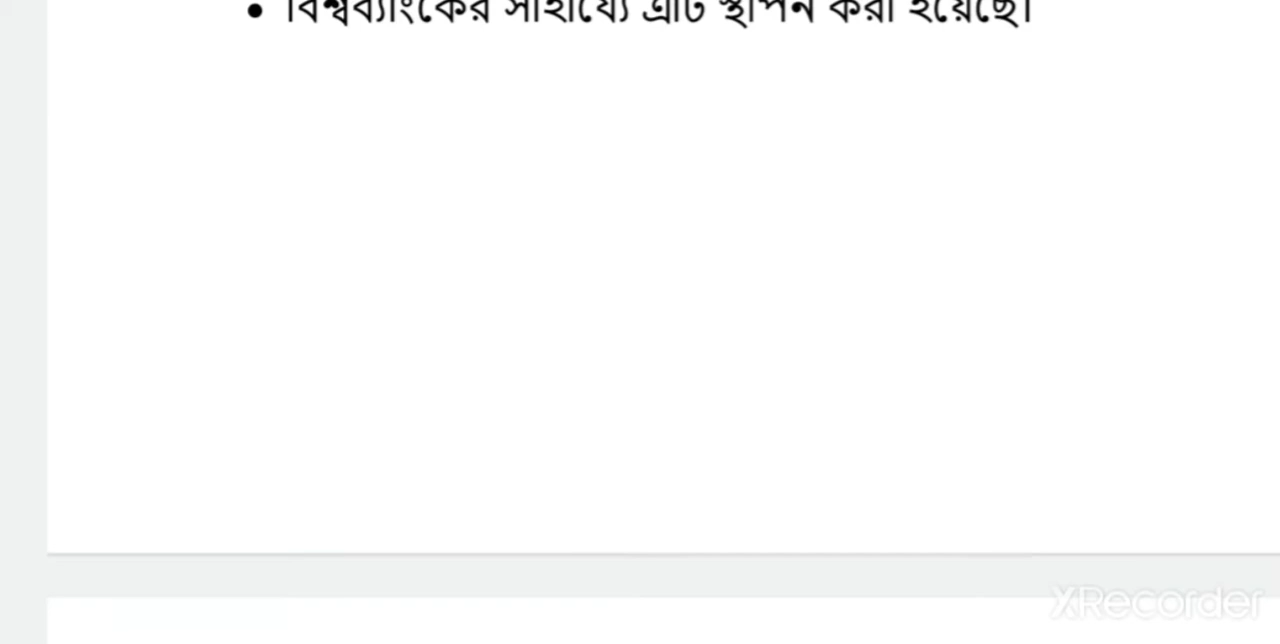 • বিশ্বব্যাংকের সাহায্যে এটি স্থাপন করা হয়েছে।
XRecorder